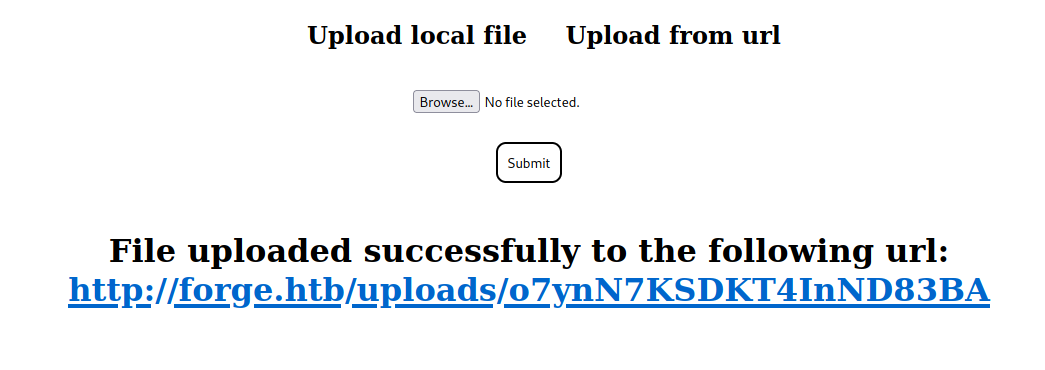 Upload local file Upload from url
Browse... No file selected.
Submit
File uploaded successfully to the following url:
http://forge.htb/uploads/o7ynN7KSDKT4InND83BA